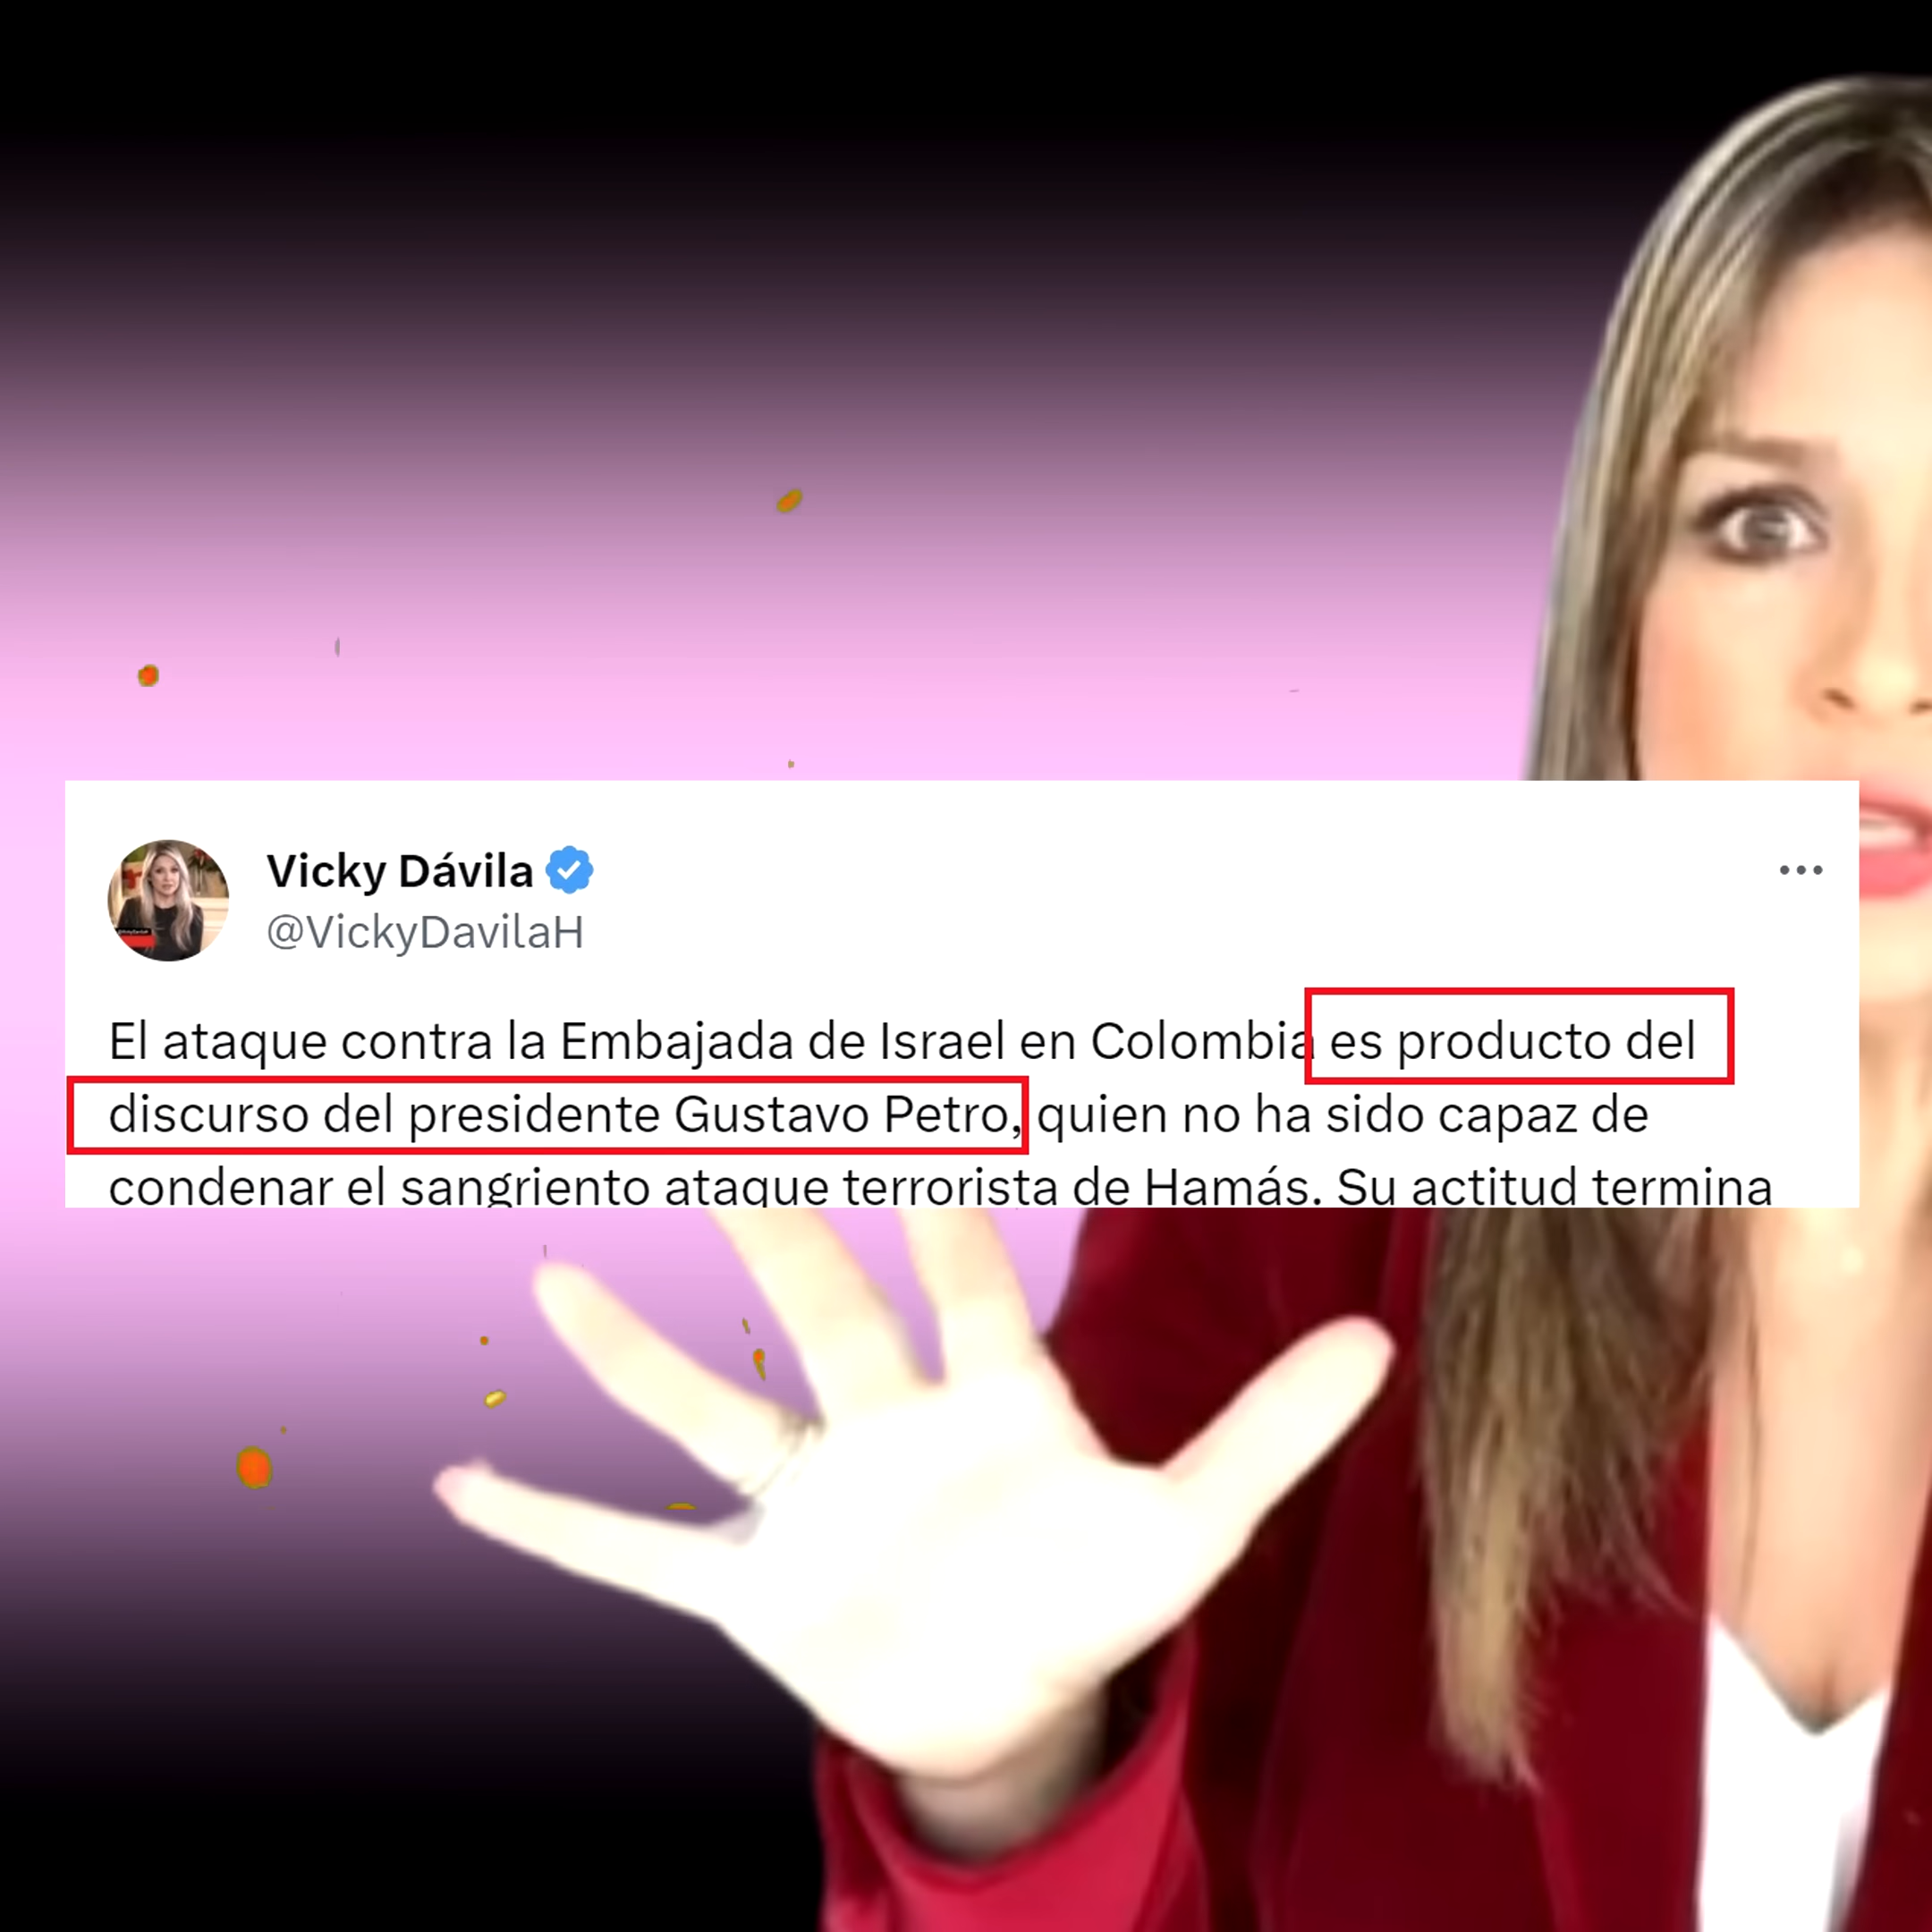 Vicky Dávila
@VickyDavilaH
El ataque contra la Embajada de Israel en Colombia es producto del
discurso del presidente Gustavo Petro, quien no ha sido capaz de
condenar el sangriento ataque terrorista de Hamás. Su actitud termina